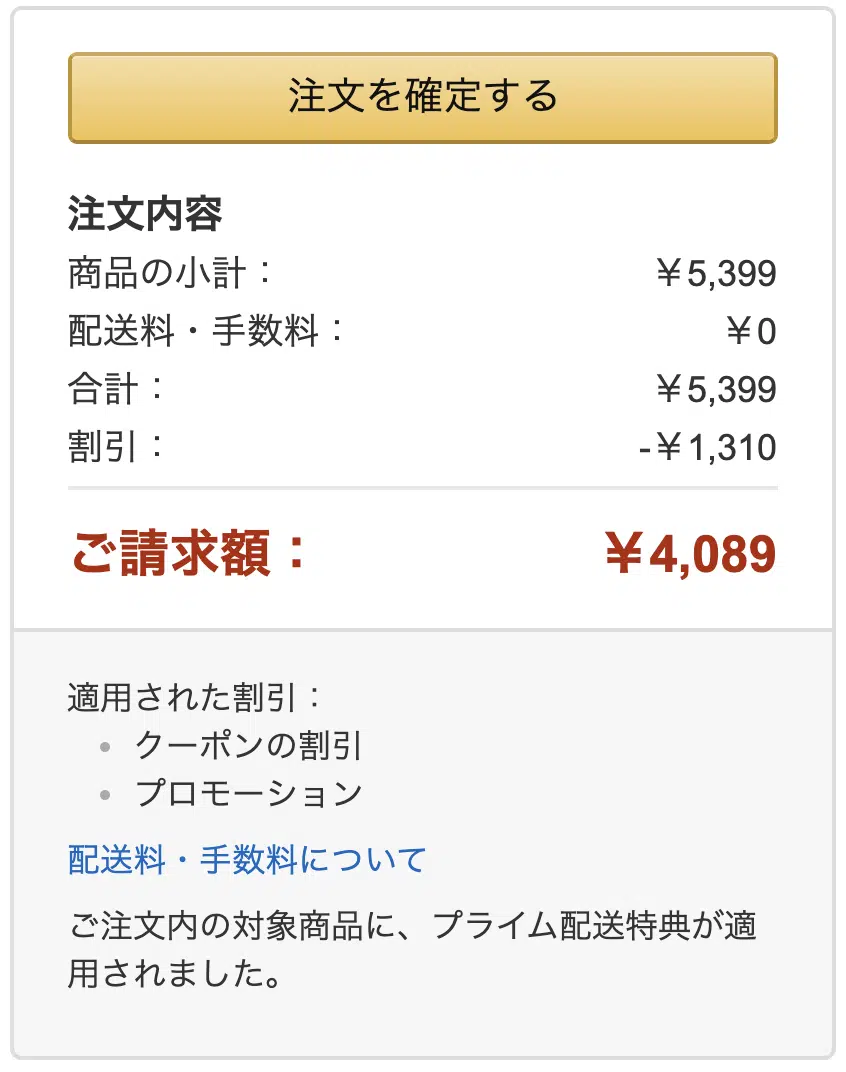 注文を確定する
注文内容
商品の小計： ￥5,399
配送料・手数料： ￥0
合計： ￥5,399
割引： -￥1,310
ご請求額： ￥4,089
適用された割引：
• クーポンの割引
• プロモーション
配送料・手数料について
ご注文内の対象商品に、プライム配送特典が適
用されました。